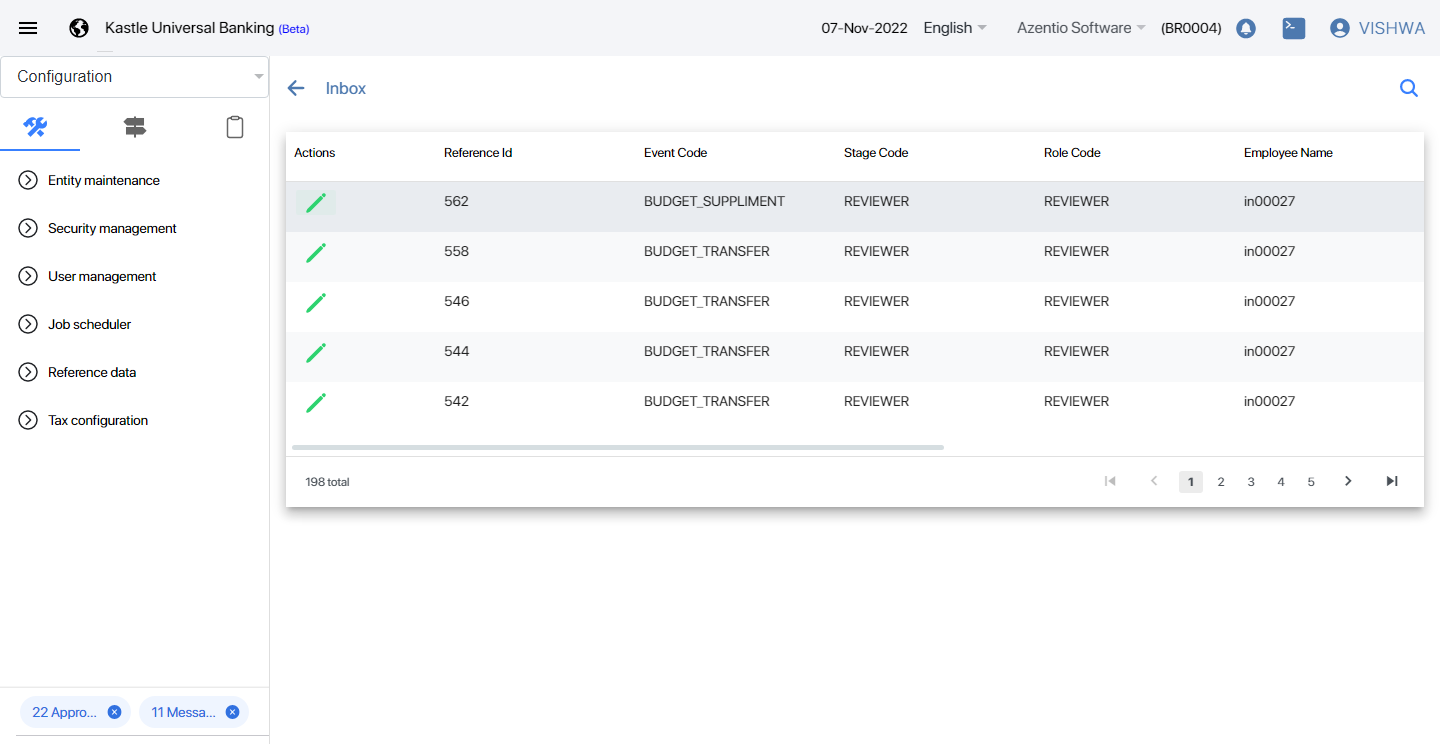 Kastle Universal Banking (Beta) 07-Nov-2022 English Azentio Software (BR0004) VISHWA
Configuration
Inbox
Entity maintenance
Security management
User management
Job scheduler
Reference data
Tax configuration
Actions Reference Id Event Code Stage Code Role Code Employee Name
562 BUDGET_SUPPLIMENT REVIEWER REVIEWER in00027
558 BUDGET_TRANSFER REVIEWER REVIEWER in00027
546 BUDGET_TRANSFER REVIEWER REVIEWER in00027
544 BUDGET_TRANSFER REVIEWER REVIEWER in00027
542 BUDGET_TRANSFER REVIEWER REVIEWER in00027
198 total 1 2 3 4 5
22 Appro... 11 Messa...